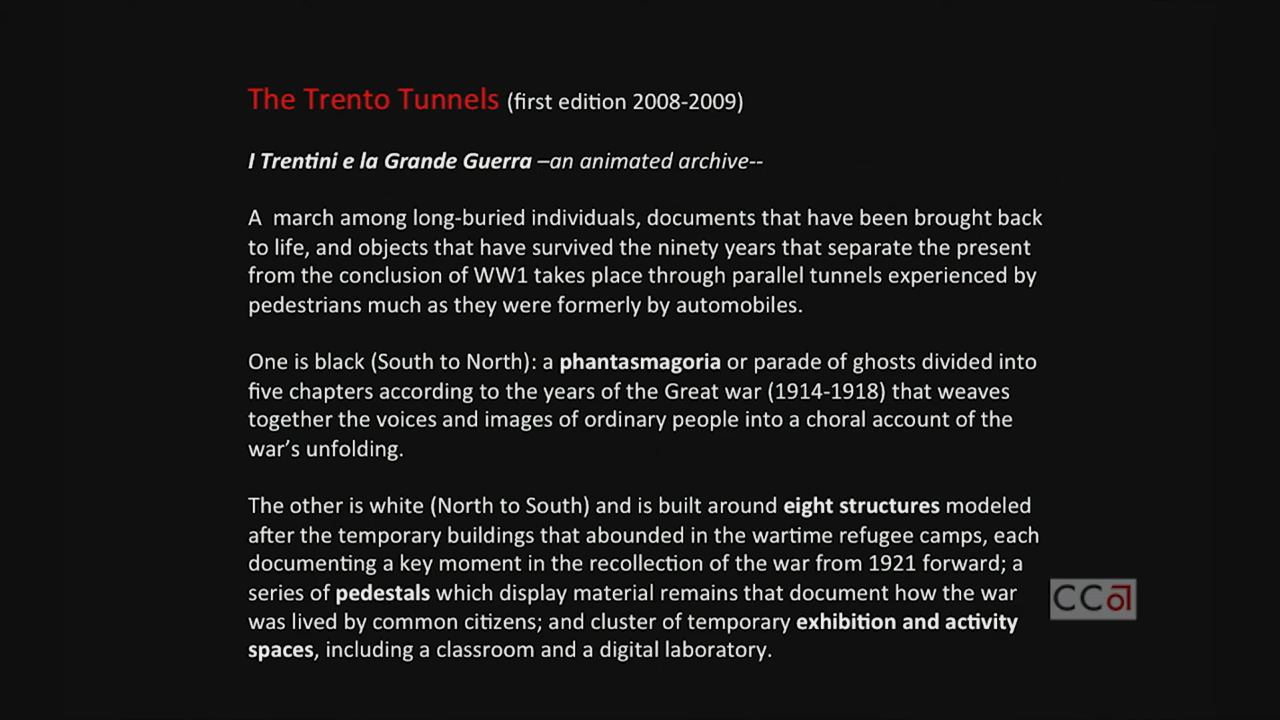 The Trento Tunnels (first edition 2008-2009)
I Trentini e la Grande Guerra –an animated archive--
A  march among long-buried individuals, documents that have been brought back
to life, and objects that have survived the ninety years that separate the present
from the conclusion of WW1 takes place through parallel tunnels experienced by
pedestrians much as they were formerly by automobiles.
One is black (South to North): a phantasmagoria or parade of ghosts divided into
five chapters according to the years of the Great war (1914-1918) that weaves
together the voices and images of ordinary people into a choral account of the
war's unfolding.
The other is white (North to South) and is built around eight structures modeled
after the temporary buildings that abounded in the wartime refugee camps, each
documenting a key moment in the recollection of the war from 1921 forward; a
series of pedestals which display material remains that document how the war
was lived by common citizens; and cluster of temporary exhibition and activity
spaces, including a classroom and a digital laboratory.
CCa